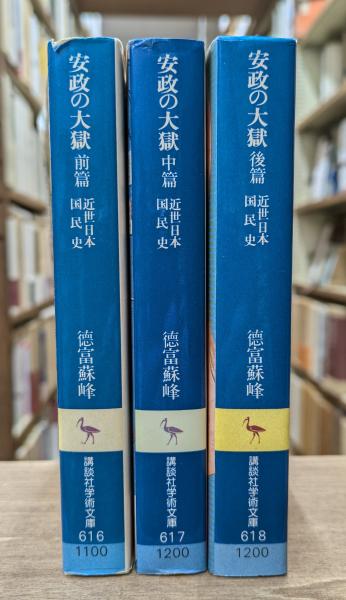 安政の大獄 前篇
近世日本
国民史
徳富蘇峰
講談社学術文庫
616
1100
安政の大獄 中篇
近世日本
国民史
徳富蘇峰
講談社学術文庫
617
1200
安政の大獄 後篇
近世日本
国民史
徳富蘇峰
講談社学術文庫
618
1200